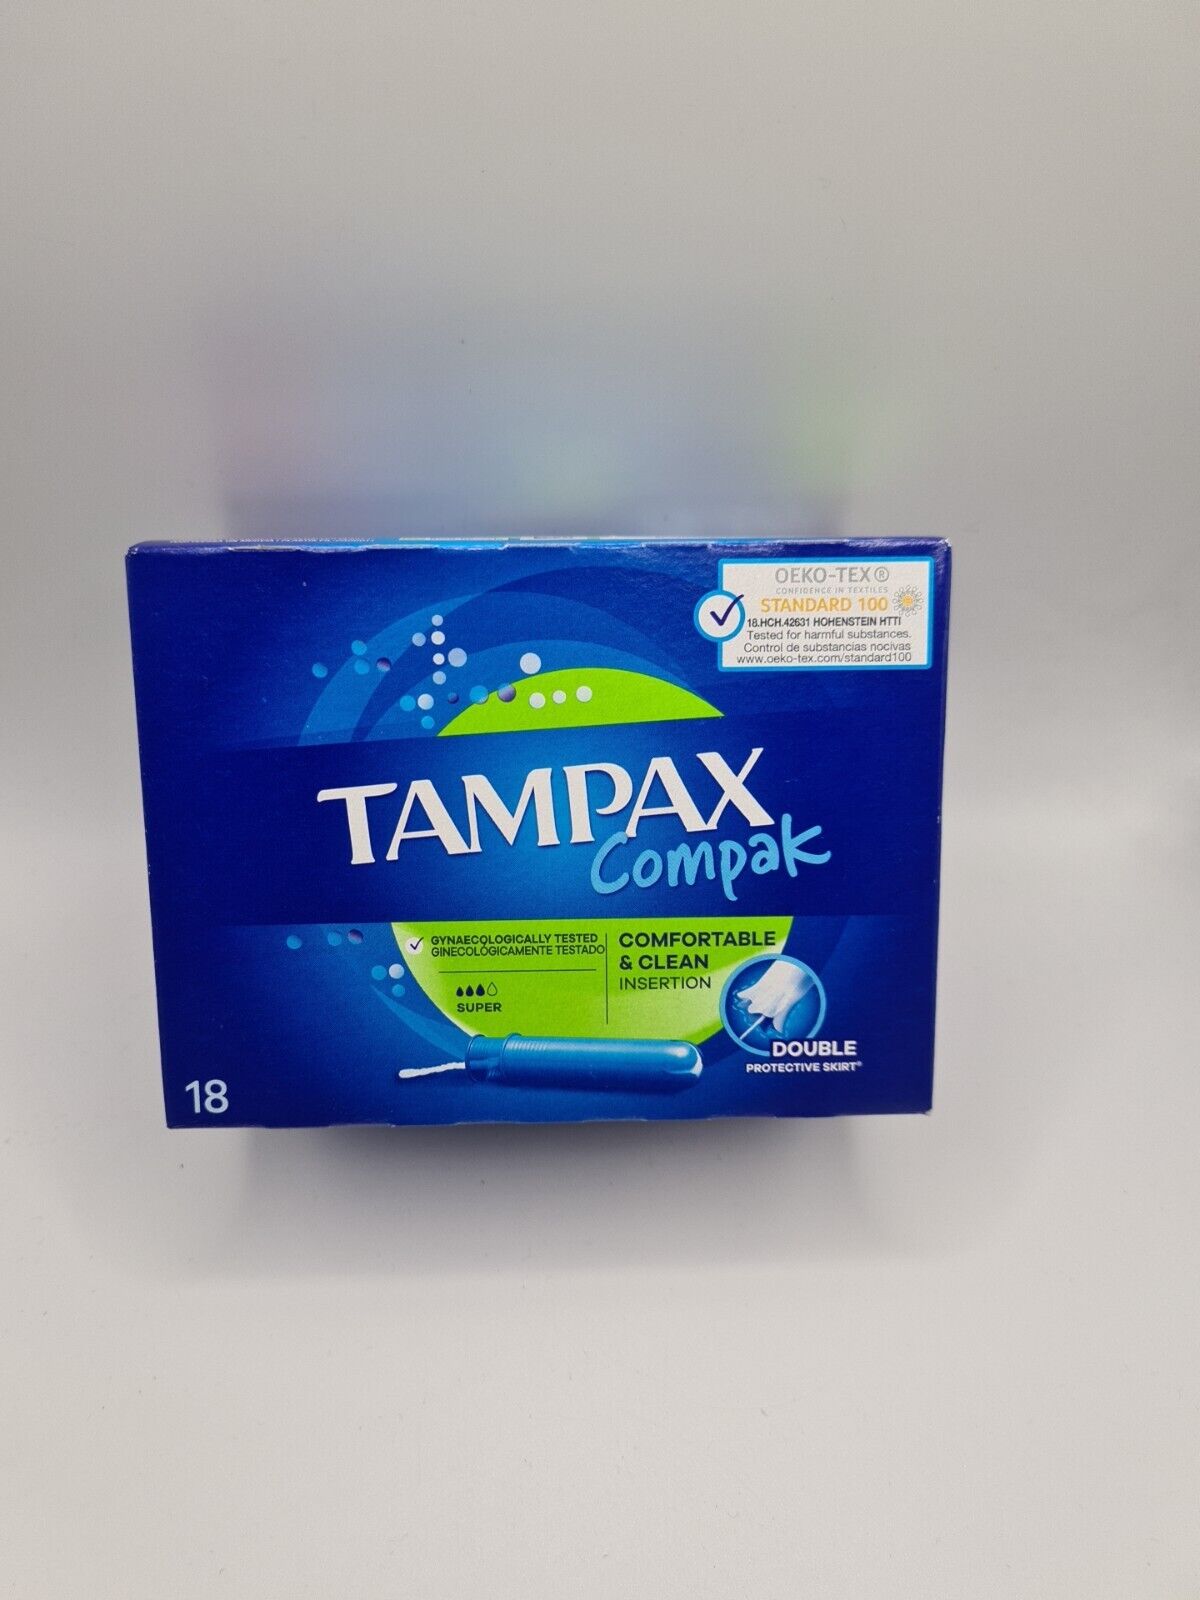 OEKO-TEX®
CONFIDENCE IN TEXTILES
STANDARD 100
18.HCH.42631 HOHENSTEIN HTTI
Tested for harmful substances.
Control de substancias nocivas
www.oeko-tex.com/standard100
TAMPAX
Compak
GYNAECOLOGICALLY TESTED
GINECOLÓGICAMENTE TESTADO
SUPER
COMFORTABLE
& CLEAN
INSERTION
DOUBLE
PROTECTIVE SKIRT®
18